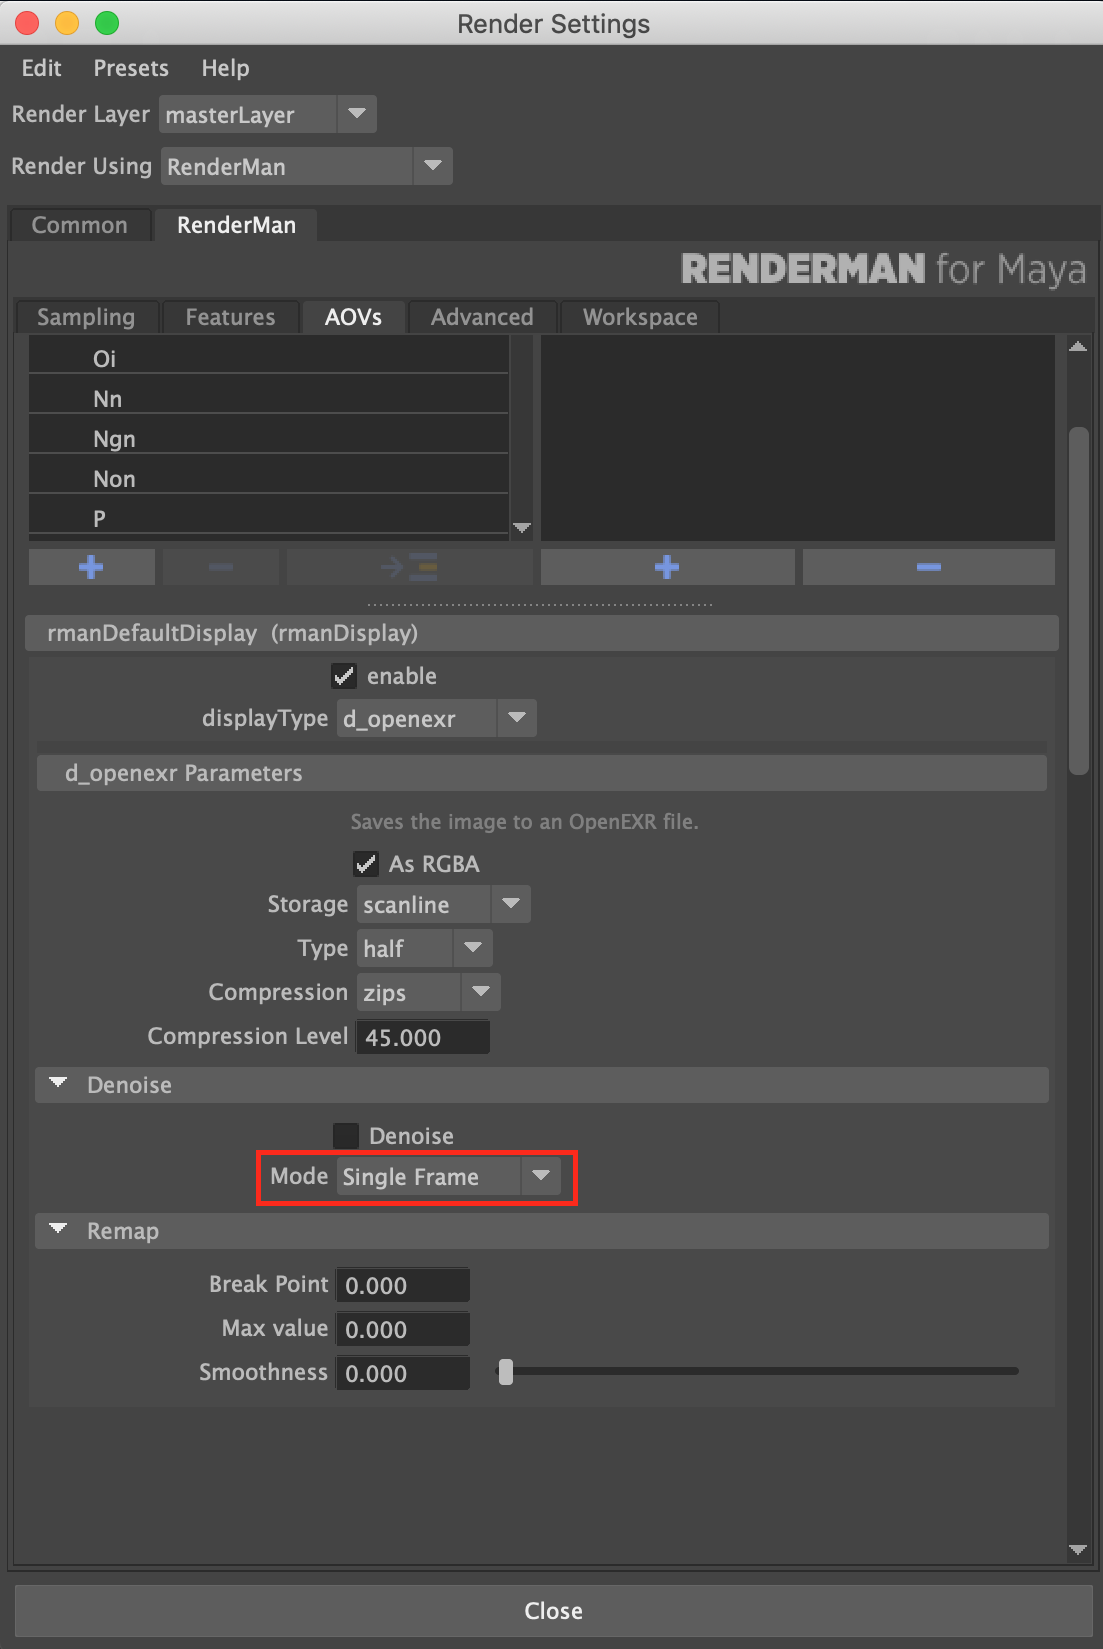 Render Settings
Edit Presets Help
Render Layer masterLayer
Render Using RenderMan
Common RenderMan
RENDERMAN for Maya
Sampling Features AOVs Advanced Workspace
Oi
Nn
Ngn
Non
P
rmanDefaultDisplay (rmanDisplay)
enable
displayType d_openexr
d_openexr Parameters
Saves the image to an OpenEXR file.
As RGBA
Storage scanline
Type half
Compression zips
Compression Level 45.000
Denoise
Denoise
Mode Single Frame
Remap
Break Point 0.000
Max value 0.000
Smoothness 0.000
Close